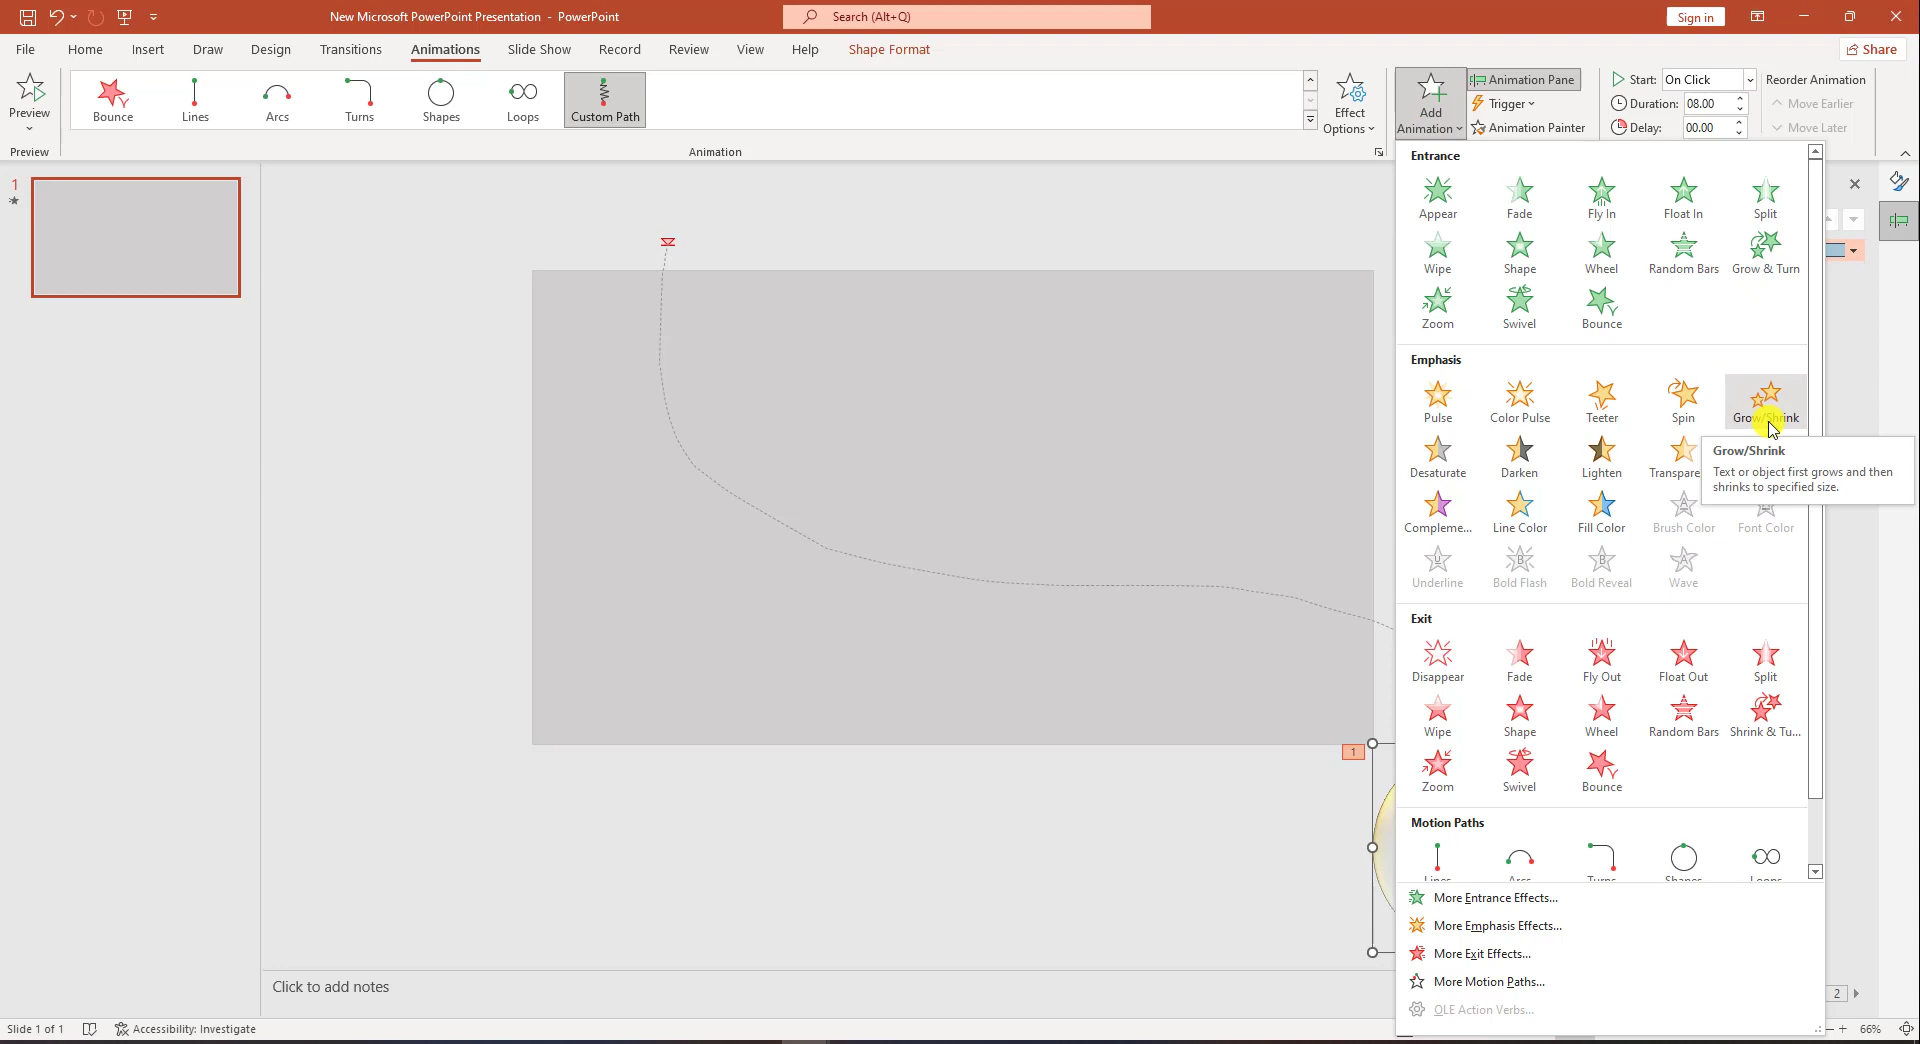 New Microsoft PowerPoint Presentation - PowerPoint
Search (Alt+Q)
Sign in
File
Home
Insert
Draw
Design
Transitions
Animations
Slide Show
Record
Review
View
Help
Shape Format
Share
Preview
Bounce
Lines
Arcs
Turns
Shapes
Loops
Custom Path
Effect
Options
Add
Animation
Animation Pane
Trigger
Animation Painter
Start: On Click
Duration: 08.00
Delay: 00.00
Reorder Animation
Move Earlier
Move Later
Preview
Animation
1
Entrance
Appear
Fade
Fly In
Float In
Split
Wipe
Shape
Wheel
Random Bars
Grow & Turn
Zoom
Swivel
Bounce
Emphasis
Pulse
Color Pulse
Teeter
Spin
Grow/Shrink
Desaturate
Darken
Lighten
Transpare
Grow/Shrink
Text or object first grows and then
shrinks to specified size.
Compleme...
Line Color
Fill Color
Brush Color
Font Color
Underline
Bold Flash
Bold Reveal
Wave
Exit
Disappear
Fade
Fly Out
Float Out
Split
Wipe
Shape
Wheel
Random Bars
Shrink & Tu...
Zoom
Swivel
Bounce
Motion Paths
Lines
Arcs
Turns
Shapes
Loops
More Entrance Effects...
More Emphasis Effects...
More Exit Effects...
More Motion Paths...
OLE Action Verbs...
1
2
Click to add notes
Slide 1 of 1
Accessibility: Investigate
66%